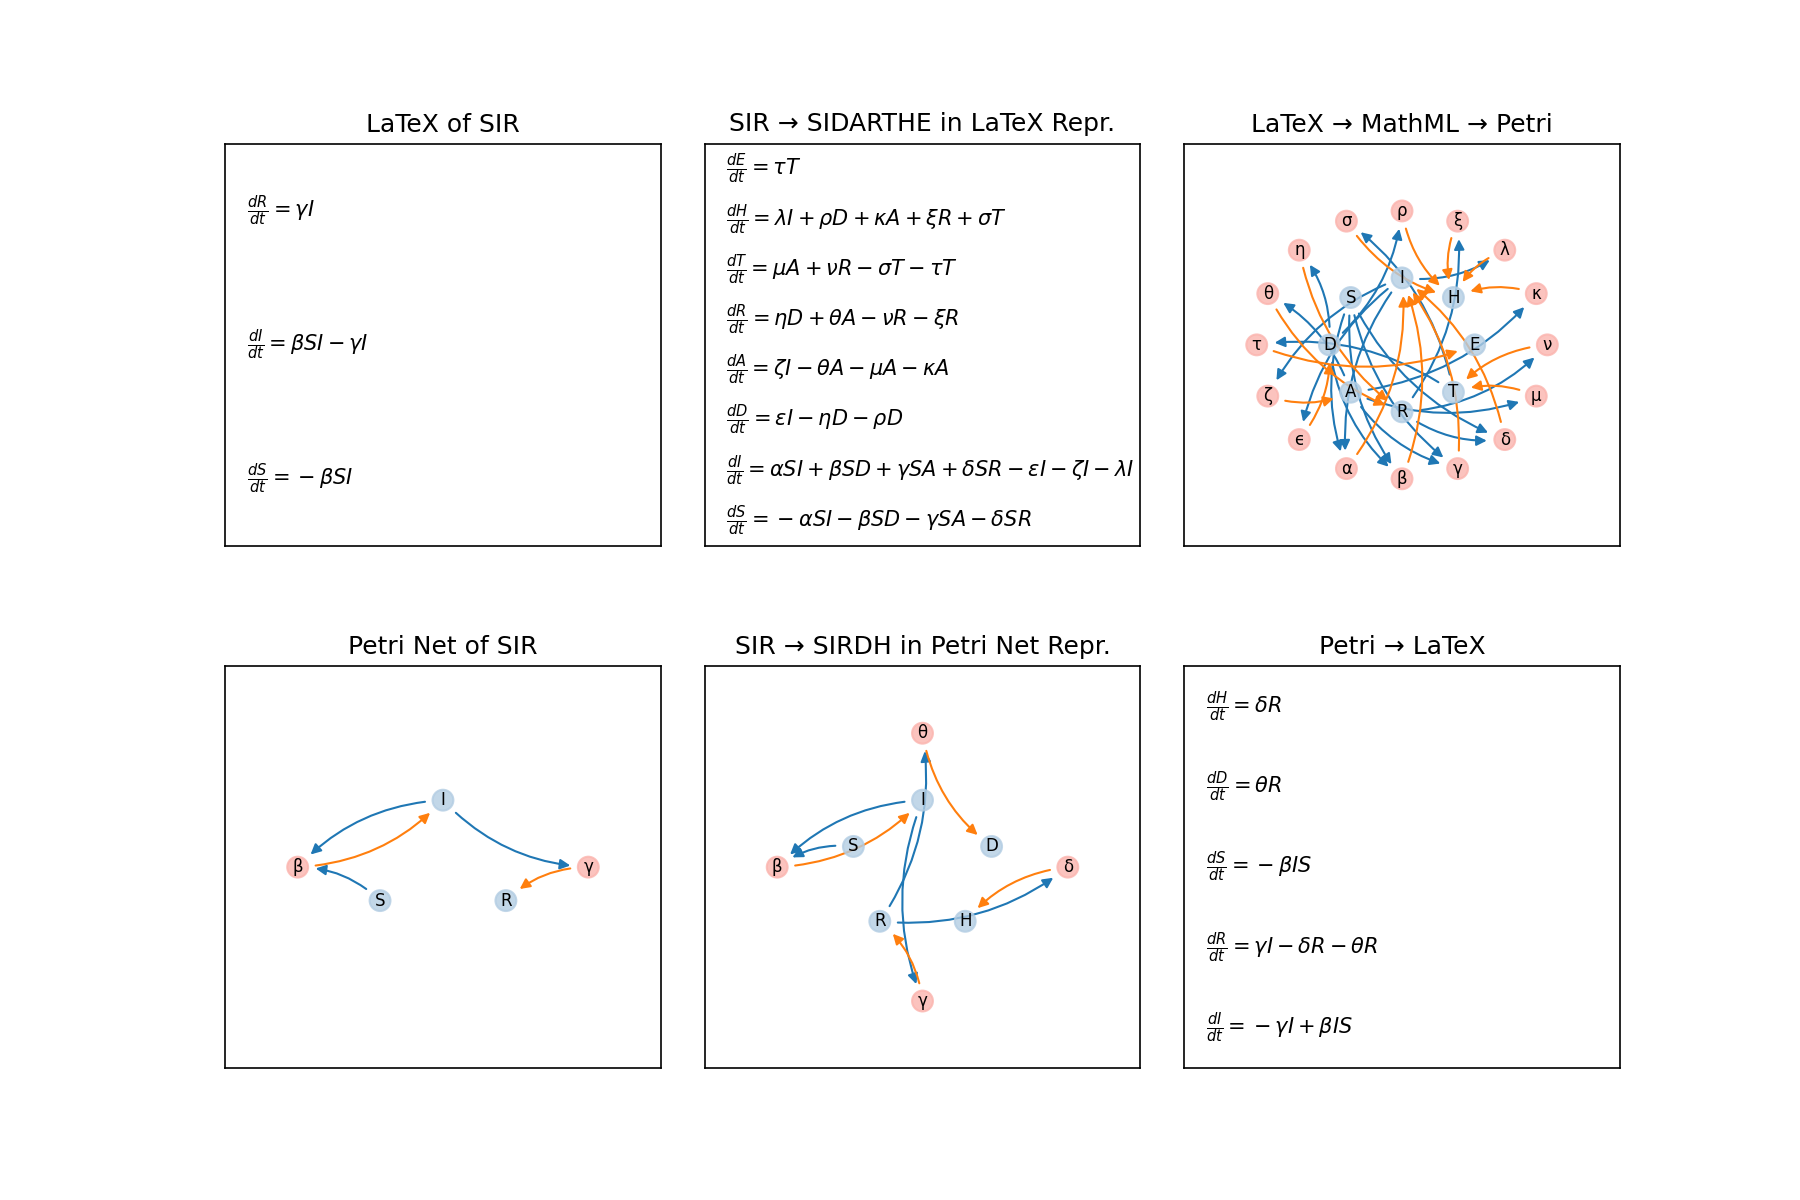 LaTeX of SIR
dR/dt = γI
dI/dt = βSI − γI
dS/dt = −βSI
SIR → SIDARTHE in LaTeX Repr.
dE/dt = τT
dH/dt = λI + ρD + κA + ξR + σT
dT/dt = μA + νR − σT − τT
dR/dt = ηD + θA − νR − ξR
dA/dt = ζI − θA − μA − κA
dD/dt = εI − ηD − ρD
dI/dt = αSI + βSD + γSA + δSR − εI − ζI − λI
dS/dt = −αSI − βSD − γSA − δSR
LaTeX → MathML → Petri
ρ
σ
ξ
η
λ
I
θ
S
H
κ
τ
D
E
ν
ζ
A
T
μ
R
ϵ
δ
α
γ
β
Petri Net of SIR
I
β
γ
S
R
SIR → SIRDH in Petri Net Repr.
θ
I
S
D
β
δ
R
H
γ
Petri → LaTeX
dH/dt = δR
dD/dt = θR
dS/dt = −βIS
dR/dt = γI − δR − θR
dI/dt = −γI + βIS